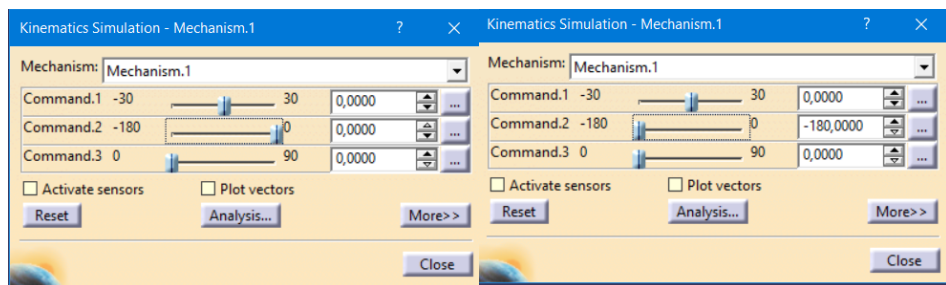 Kinematics Simulation - Mechanism.1 ? ×
Mechanism: Mechanism.1
Command.1 -30 30 0,0000 ...
Command.2 -180 0 0,0000 ...
Command.3 0 90 0,0000 ...
Activate sensors Plot vectors
Reset Analysis... More>>
Close
Kinematics Simulation - Mechanism.1 ? ×
Mechanism: Mechanism.1
Command.1 -30 30 0,0000 ...
Command.2 -180 0 -180,0000 ...
Command.3 0 90 0,0000 ...
Activate sensors Plot vectors
Reset Analysis... More>>
Close